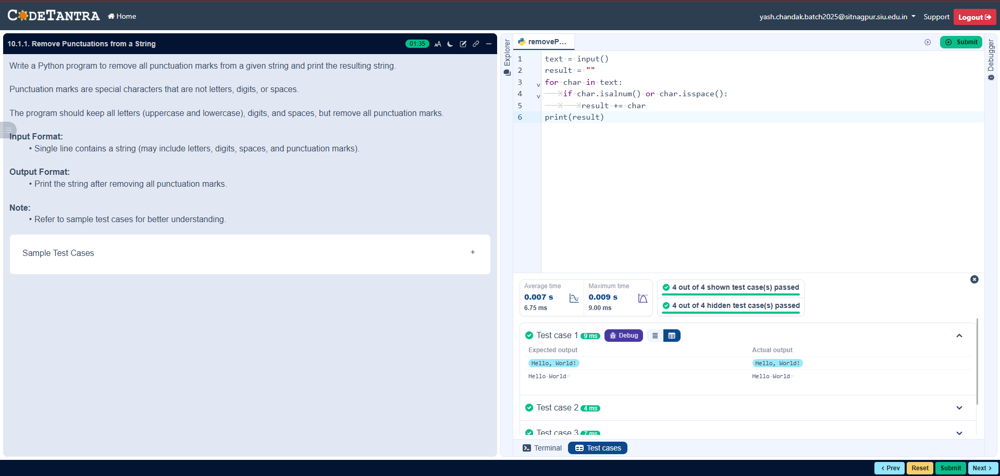 CODETANTRA Home
yash.chandak.batch2025@sitnagpur.siu.edu.in Support Logout
10.1.1. Remove Punctuations from a String 01:35 AA
Write a Python program to remove all punctuation marks from a given string and print the resulting string.
Punctuation marks are special characters that are not letters, digits, or spaces.
The program should keep all letters (uppercase and lowercase), digits, and spaces, but remove all punctuation marks.
Input Format:
• Single line contains a string (may include letters, digits, spaces, and punctuation marks).
Output Format:
• Print the string after removing all punctuation marks.
Note:
• Refer to sample test cases for better understanding.
Sample Test Cases +
Explorer
removeP...
Submit
Debugger
1 text = input()
2 result = ""
3 for char in text:
4 if char.isalnum() or char.isspace():
5 result += char
6 print(result)
Average time
0.007 s
6.75 ms
Maximum time
0.009 s
9.00 ms
4 out of 4 shown test case(s) passed
4 out of 4 hidden test case(s) passed
Test case 1 9 ms Debug
Expected output Actual output
Hello, World! Hello, World!
Hello·World Hello·World
Test case 2 4 ms
Test case 3 7 ms
Terminal Test cases
< Prev Reset Submit Next >